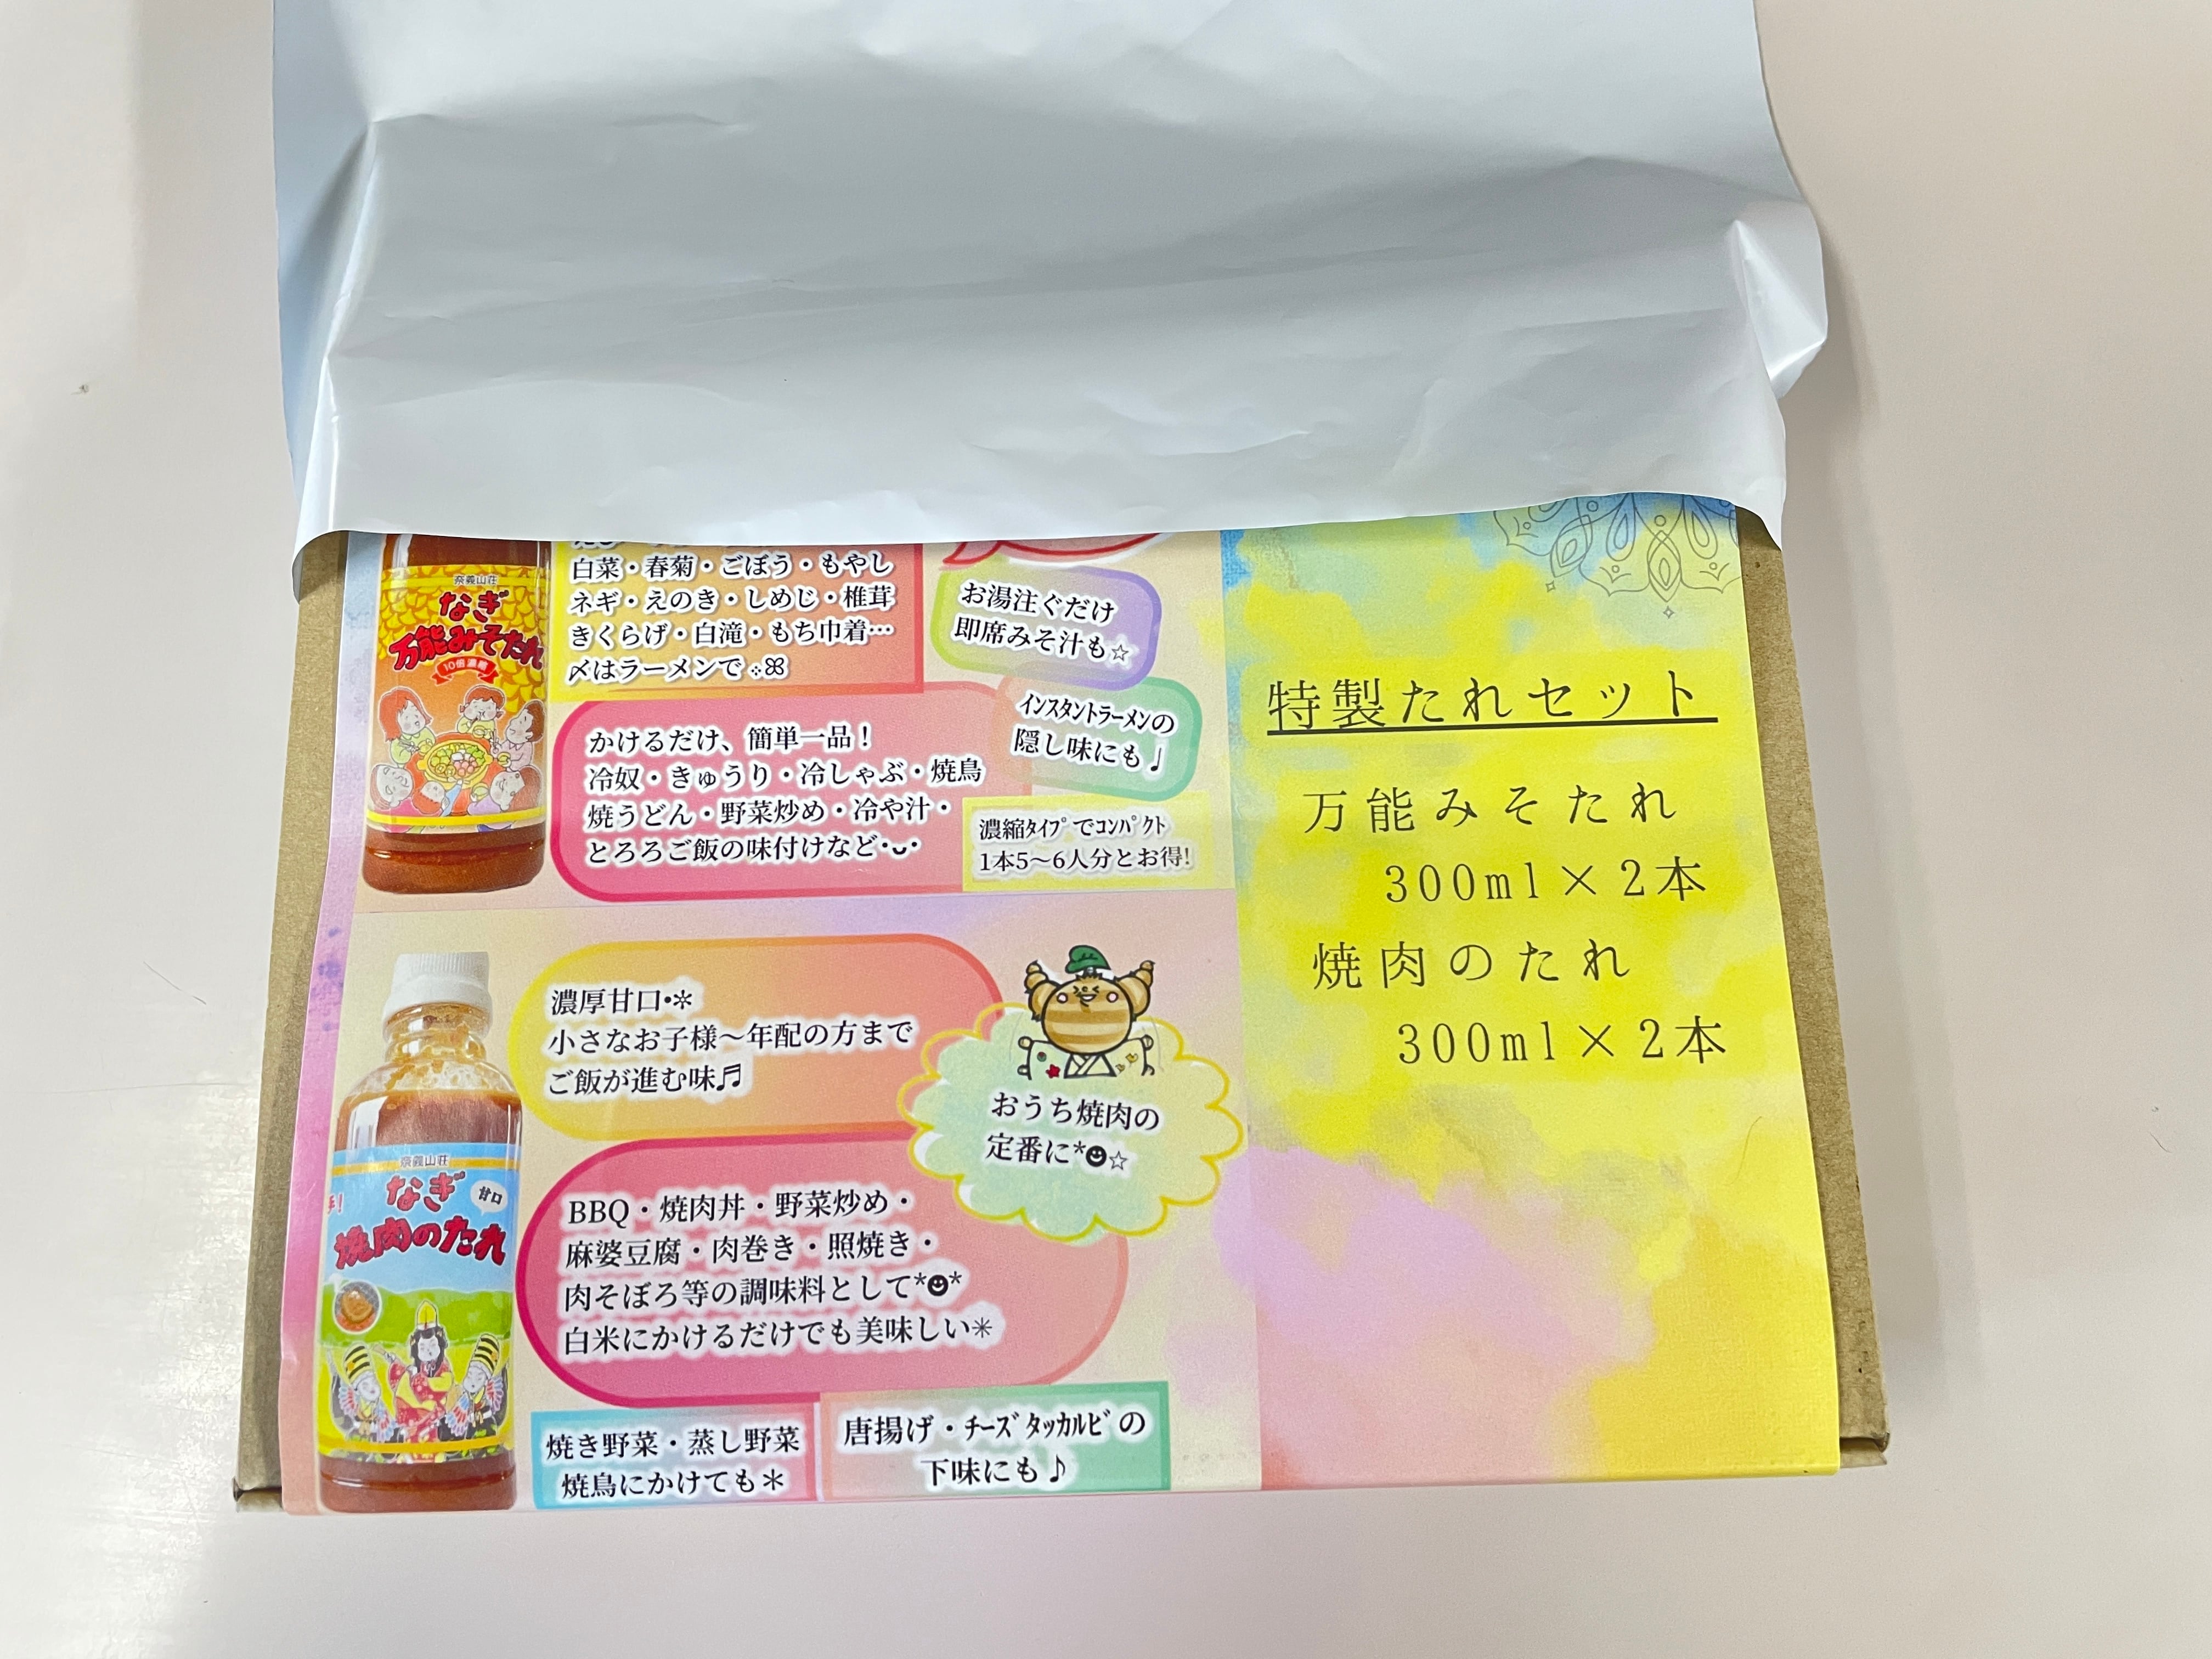 奈義山荘
なぎ
万能みそたれ
10倍濃縮
白菜・春菊・ごぼう・もやし
ネギ・えのき・しめじ・椎茸
きくらげ・白滝・もち巾着…
〆はラーメンで
お湯注ぐだけ
即席みそ汁も☆
インスタントラーメンの
隠し味にも♩
かけるだけ、簡単一品！
冷奴・きゅうり・冷しゃぶ・焼鳥
焼うどん・野菜炒め・冷や汁・
とろろご飯の味付けなど・ᴗ・
濃縮ﾀｲﾌﾟでｺﾝﾊﾟｸﾄ
1本5～6人分とお得!
奈義山荘
なぎ
甘口
焼肉のたれ
濃厚甘口•✲
小さなお子様～年配の方まで
ご飯が進む味♬
おうち焼肉の
定番に*☻☆
BBQ・焼肉丼・野菜炒め・
麻婆豆腐・肉巻き・照焼き・
肉そぼろ等の調味料として*☻*
白米にかけるだけでも美味しい✳
焼き野菜・蒸し野菜
焼鳥にかけても＊
唐揚げ・ﾁｰｽﾞﾀｯｶﾙﾋﾞの
下味にも♪
特製たれセット
万能みそたれ
300ml×2本
焼肉のたれ
300ml×2本